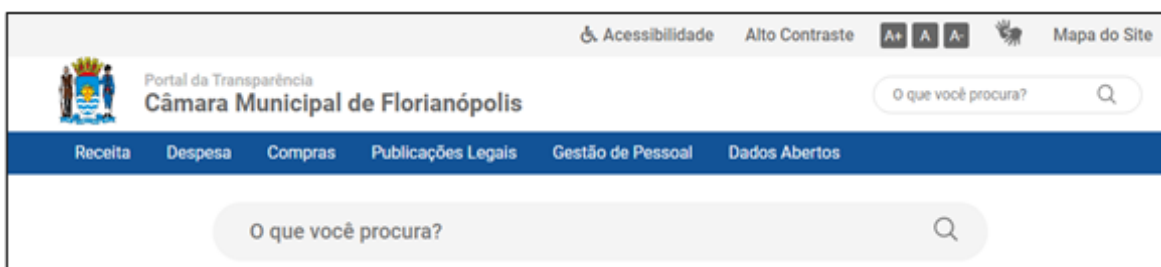 Acessibilidade Alto Contraste A+ A A- Mapa do Site
Portal da Transparência
Câmara Municipal de Florianópolis
O que você procura?
Receita Despesa Compras Publicações Legais Gestão de Pessoal Dados Abertos
O que você procura?